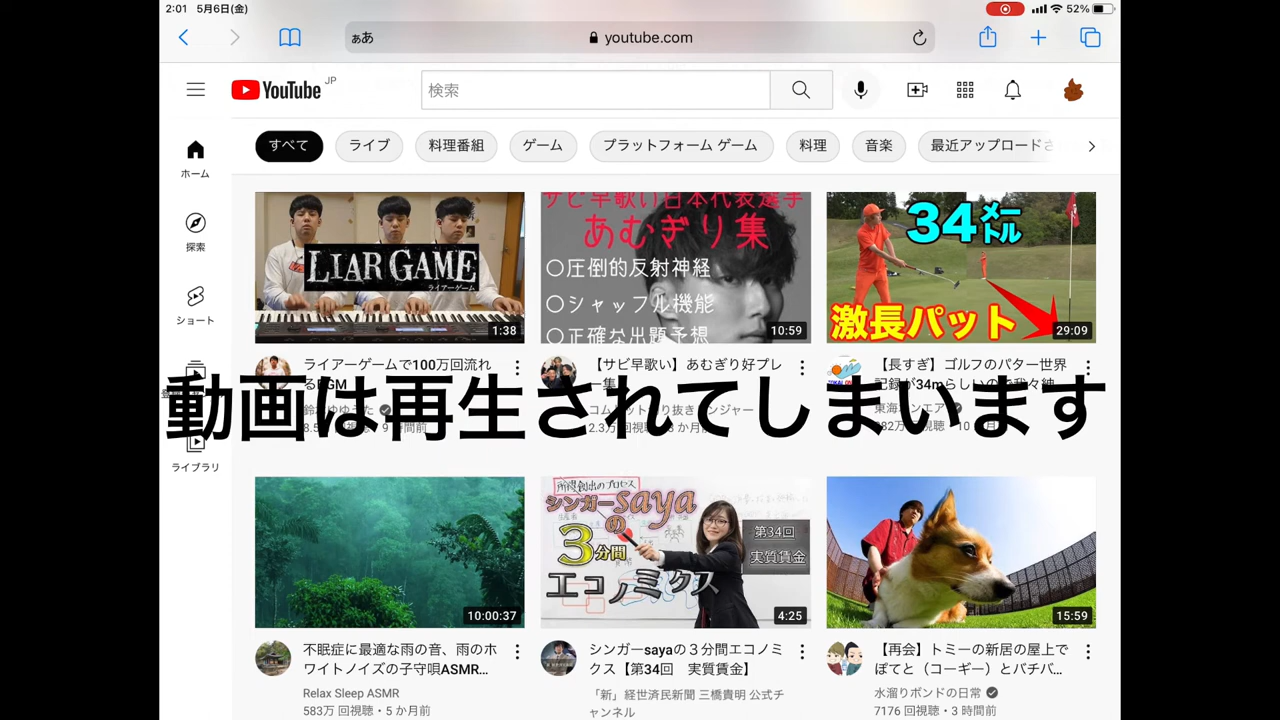 2:01 5月6日(金)
52%
ぁあ
youtube.com
YouTube JP
検索
すべて
ライブ
料理番組
ゲーム
プラットフォーム ゲーム
料理
音楽
最近アップロードさ
ホーム
探索
ショート
ライブラリ
LIAR GAME
ライアーゲーム
1:38
サビ早歌い日本代表選手
あむぎり集
〇圧倒的反射神経
〇シャッフル機能
〇正確な出題予想
10:59
34メートル
激長パット
29:09
ライアーゲームで100万回流れ
るBGM
【サビ早歌い】あむぎり好プレ
【長すぎ】ゴルフのパター世界
動画は再生されてしまいます
10:00:37
所得創出のプロセス
シンガーsayaの
3分間
エコノミクス
第34回
実質賃金
4:25
15:59
不眠症に最適な雨の音、雨のホ
ワイトノイズの子守唄ASMR...
Relax Sleep ASMR
583万 回視聴・5 か月前
シンガーsayaの３分間エコノミ
クス【第34回　実質賃金】
「新」経世済民新聞 三橋貴明 公式チ
ャンネル
【再会】トミーの新居の屋上で
ぽてと（コーギー）とバチバ...
水溜りボンドの日常
7176 回視聴・3 時間前